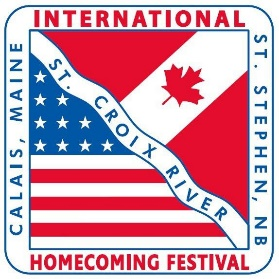 INTERNATIONAL
CALAIS, MAINE
ST. CROIX RIVER
ST. STEPHEN, NB
HOMECOMING FESTIVAL